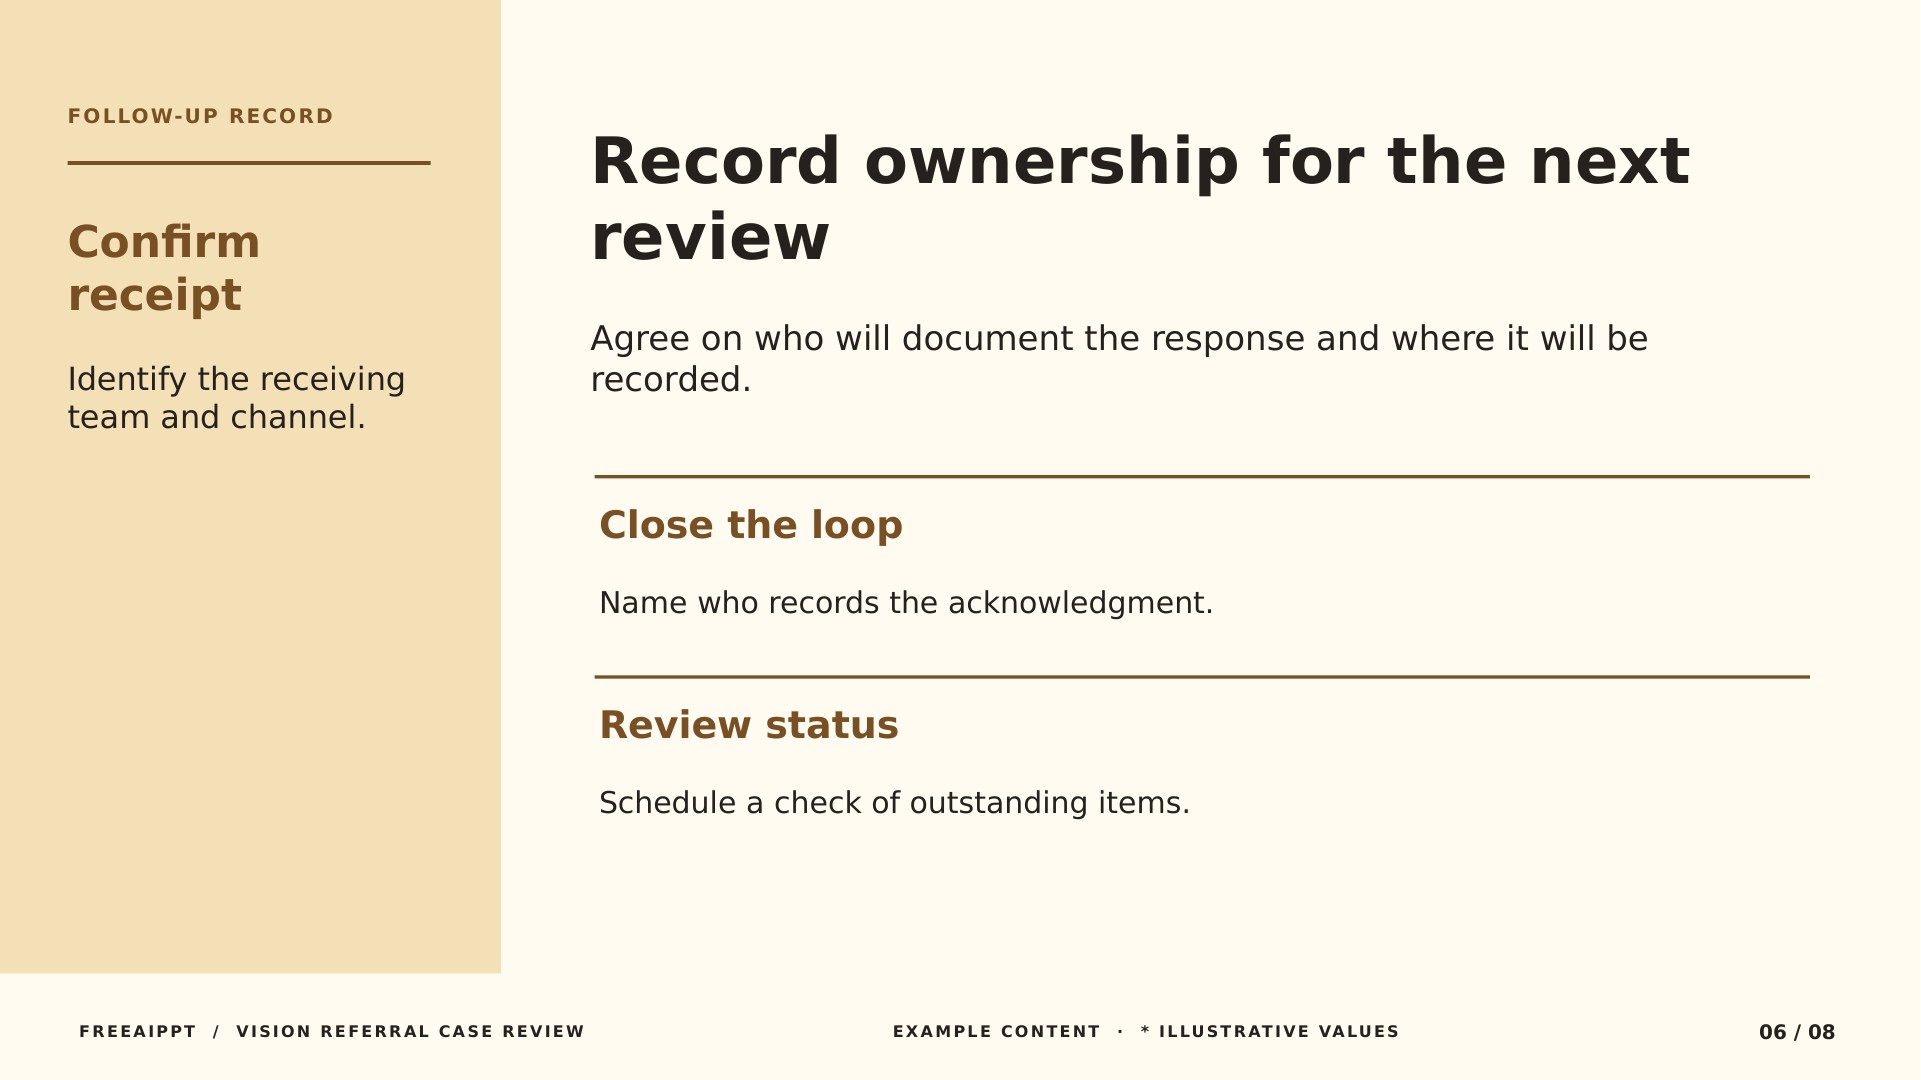 FOLLOW-UP RECORD
Confirm
receipt
Identify the receiving
team and channel.
Record ownership for the next
review
Agree on who will document the response and where it will be
recorded.
Close the loop
Name who records the acknowledgment.
Review status
Schedule a check of outstanding items.
FREEAIPPT / VISION REFERRAL CASE REVIEW
EXAMPLE CONTENT · * ILLUSTRATIVE VALUES
06 / 08